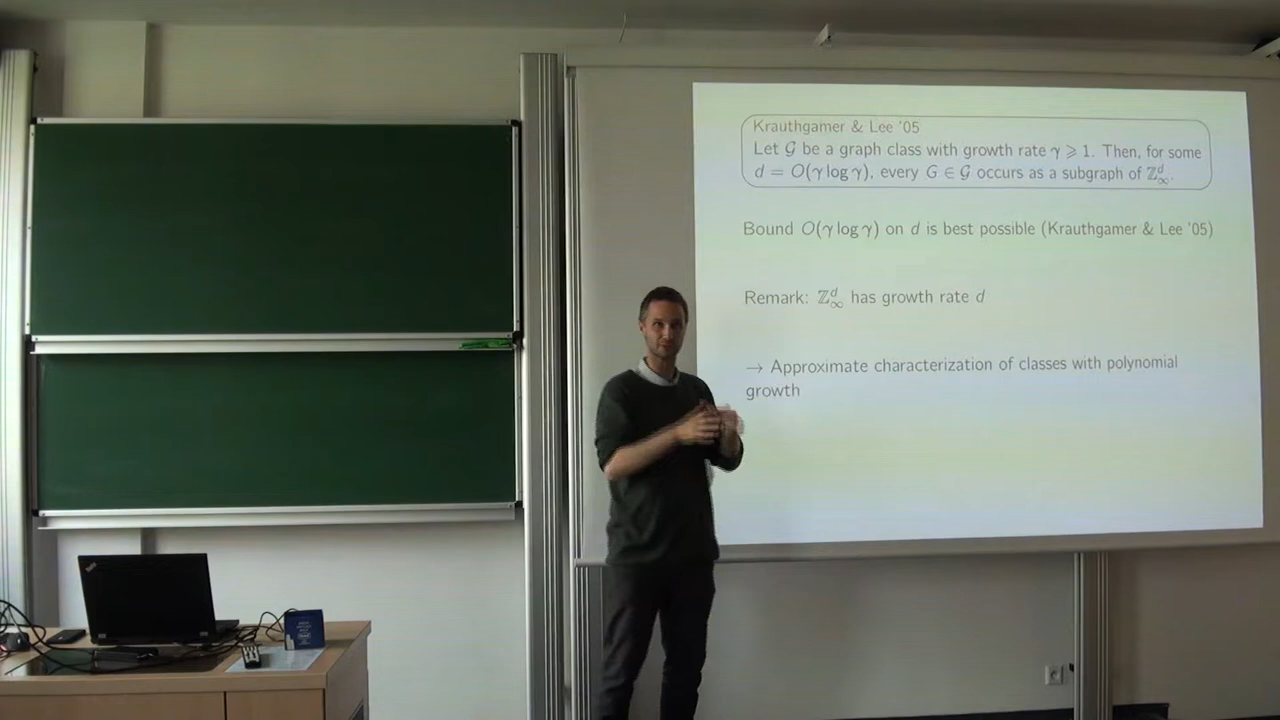 Krauthgamer & Lee '05
Let 𝒢 be a graph class with growth rate γ ⩾ 1. Then, for some
d = O(γ log γ), every G ∈ 𝒢 occurs as a subgraph of ℤ^d_∞.
Bound O(γ log γ) on d is best possible (Krauthgamer & Lee '05)
Remark: ℤ^d_∞ has growth rate d
→ Approximate characterization of classes with polynomial
growth